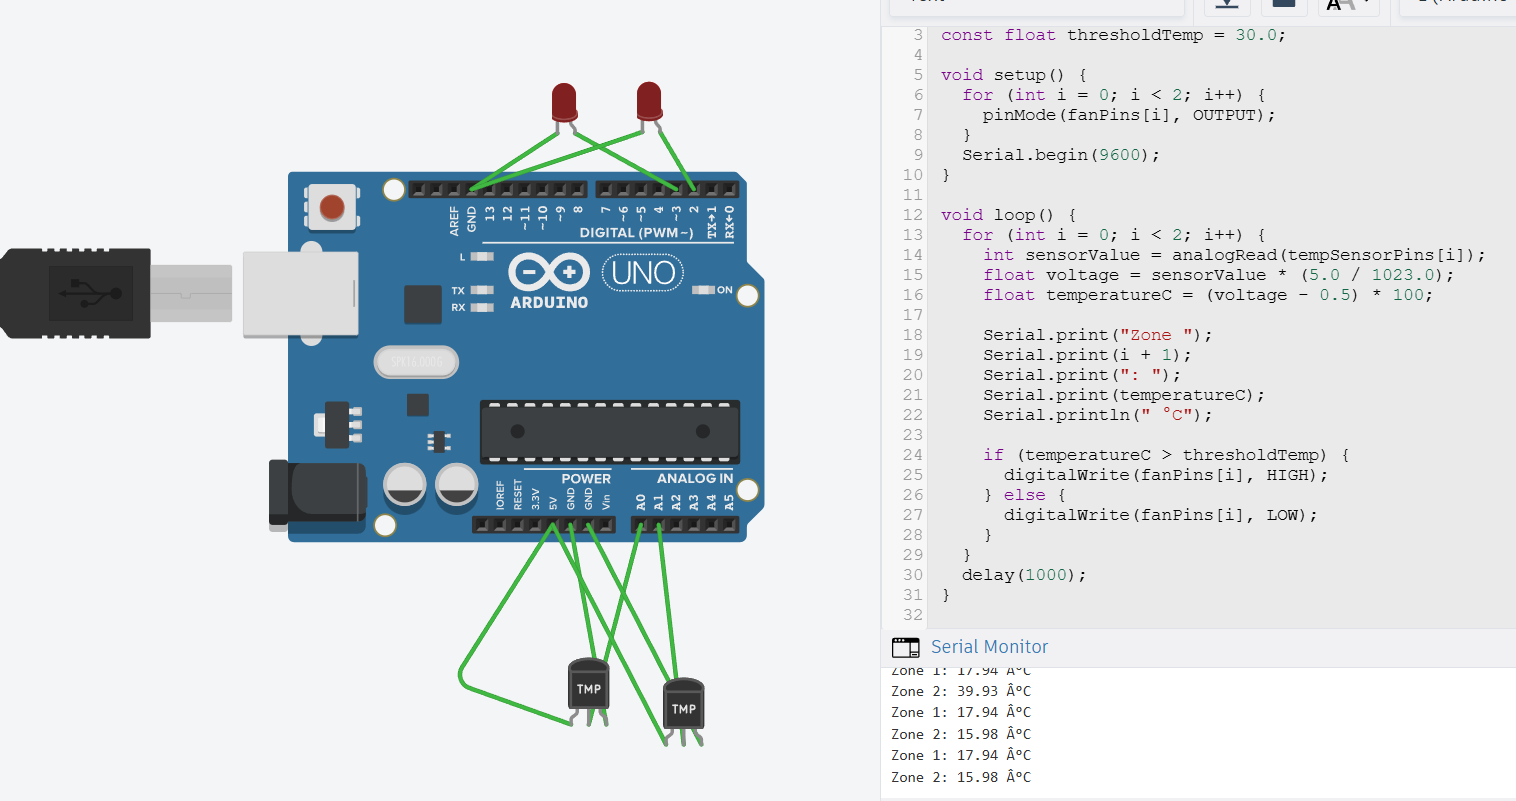 AREF
GND
13
12
~11
~10
~9
8
7
~6
~5
4
~3
2
TX→1
RX←0
DIGITAL (PWM~)
L
TX
RX
ARDUINO
UNO
ON
SPK16.000G
POWER
ANALOG IN
IOREF
RESET
3.3V
5V
GND
GND
Vin
A0
A1
A2
A3
A4
A5
TMP
TMP
3 const float thresholdTemp = 30.0;
4
5 void setup() {
6 for (int i = 0; i < 2; i++) {
7 pinMode(fanPins[i], OUTPUT);
8 }
9 Serial.begin(9600);
10 }
11
12 void loop() {
13 for (int i = 0; i < 2; i++) {
14 int sensorValue = analogRead(tempSensorPins[i]);
15 float voltage = sensorValue * (5.0 / 1023.0);
16 float temperatureC = (voltage - 0.5) * 100;
17
18 Serial.print("Zone ");
19 Serial.print(i + 1);
20 Serial.print(": ");
21 Serial.print(temperatureC);
22 Serial.println(" °C");
23
24 if (temperatureC > thresholdTemp) {
25 digitalWrite(fanPins[i], HIGH);
26 } else {
27 digitalWrite(fanPins[i], LOW);
28 }
29 }
30 delay(1000);
31 }
32
Serial Monitor
Zone 1: 17.94 Â°C
Zone 2: 39.93 Â°C
Zone 1: 17.94 Â°C
Zone 2: 15.98 Â°C
Zone 1: 17.94 Â°C
Zone 2: 15.98 Â°C